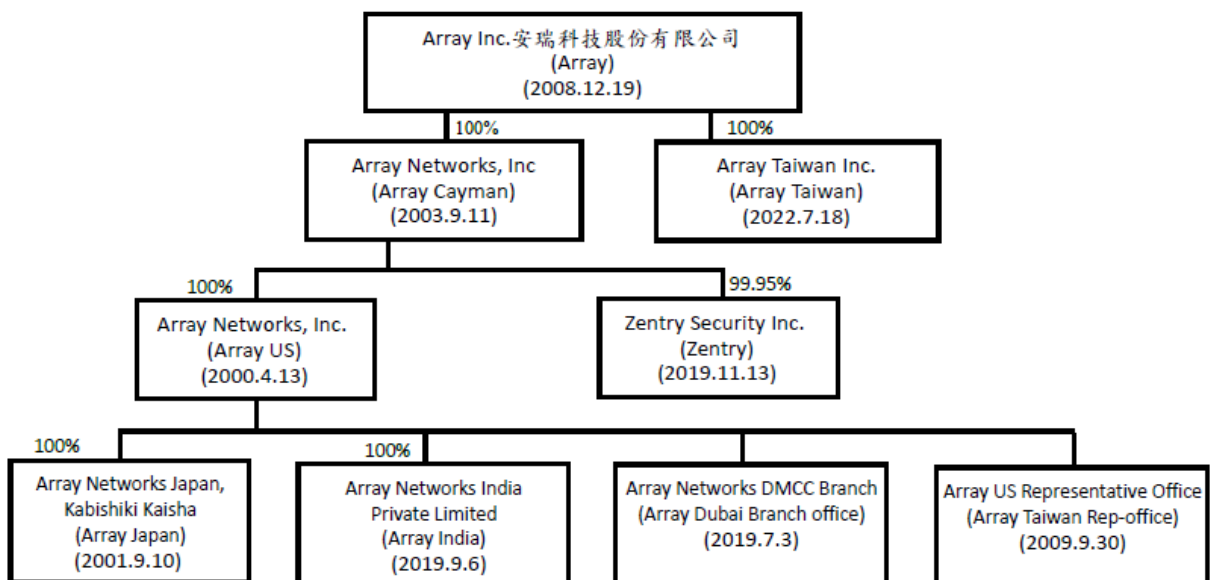 Array Inc.安瑞科技股份有限公司
(Array)
(2008.12.19)
100%
100%
Array Networks, Inc
(Array Cayman)
(2003.9.11)
Array Taiwan Inc.
(Array Taiwan)
(2022.7.18)
100%
99.95%
Array Networks, Inc.
(Array US)
(2000.4.13)
Zentry Security Inc.
(Zentry)
(2019.11.13)
100%
100%
Array Networks Japan,
Kabishiki Kaisha
(Array Japan)
(2001.9.10)
Array Networks India
Private Limited
(Array India)
(2019.9.6)
Array Networks DMCC Branch
(Array Dubai Branch office)
(2019.7.3)
Array US Representative Office
(Array Taiwan Rep-office)
(2009.9.30)